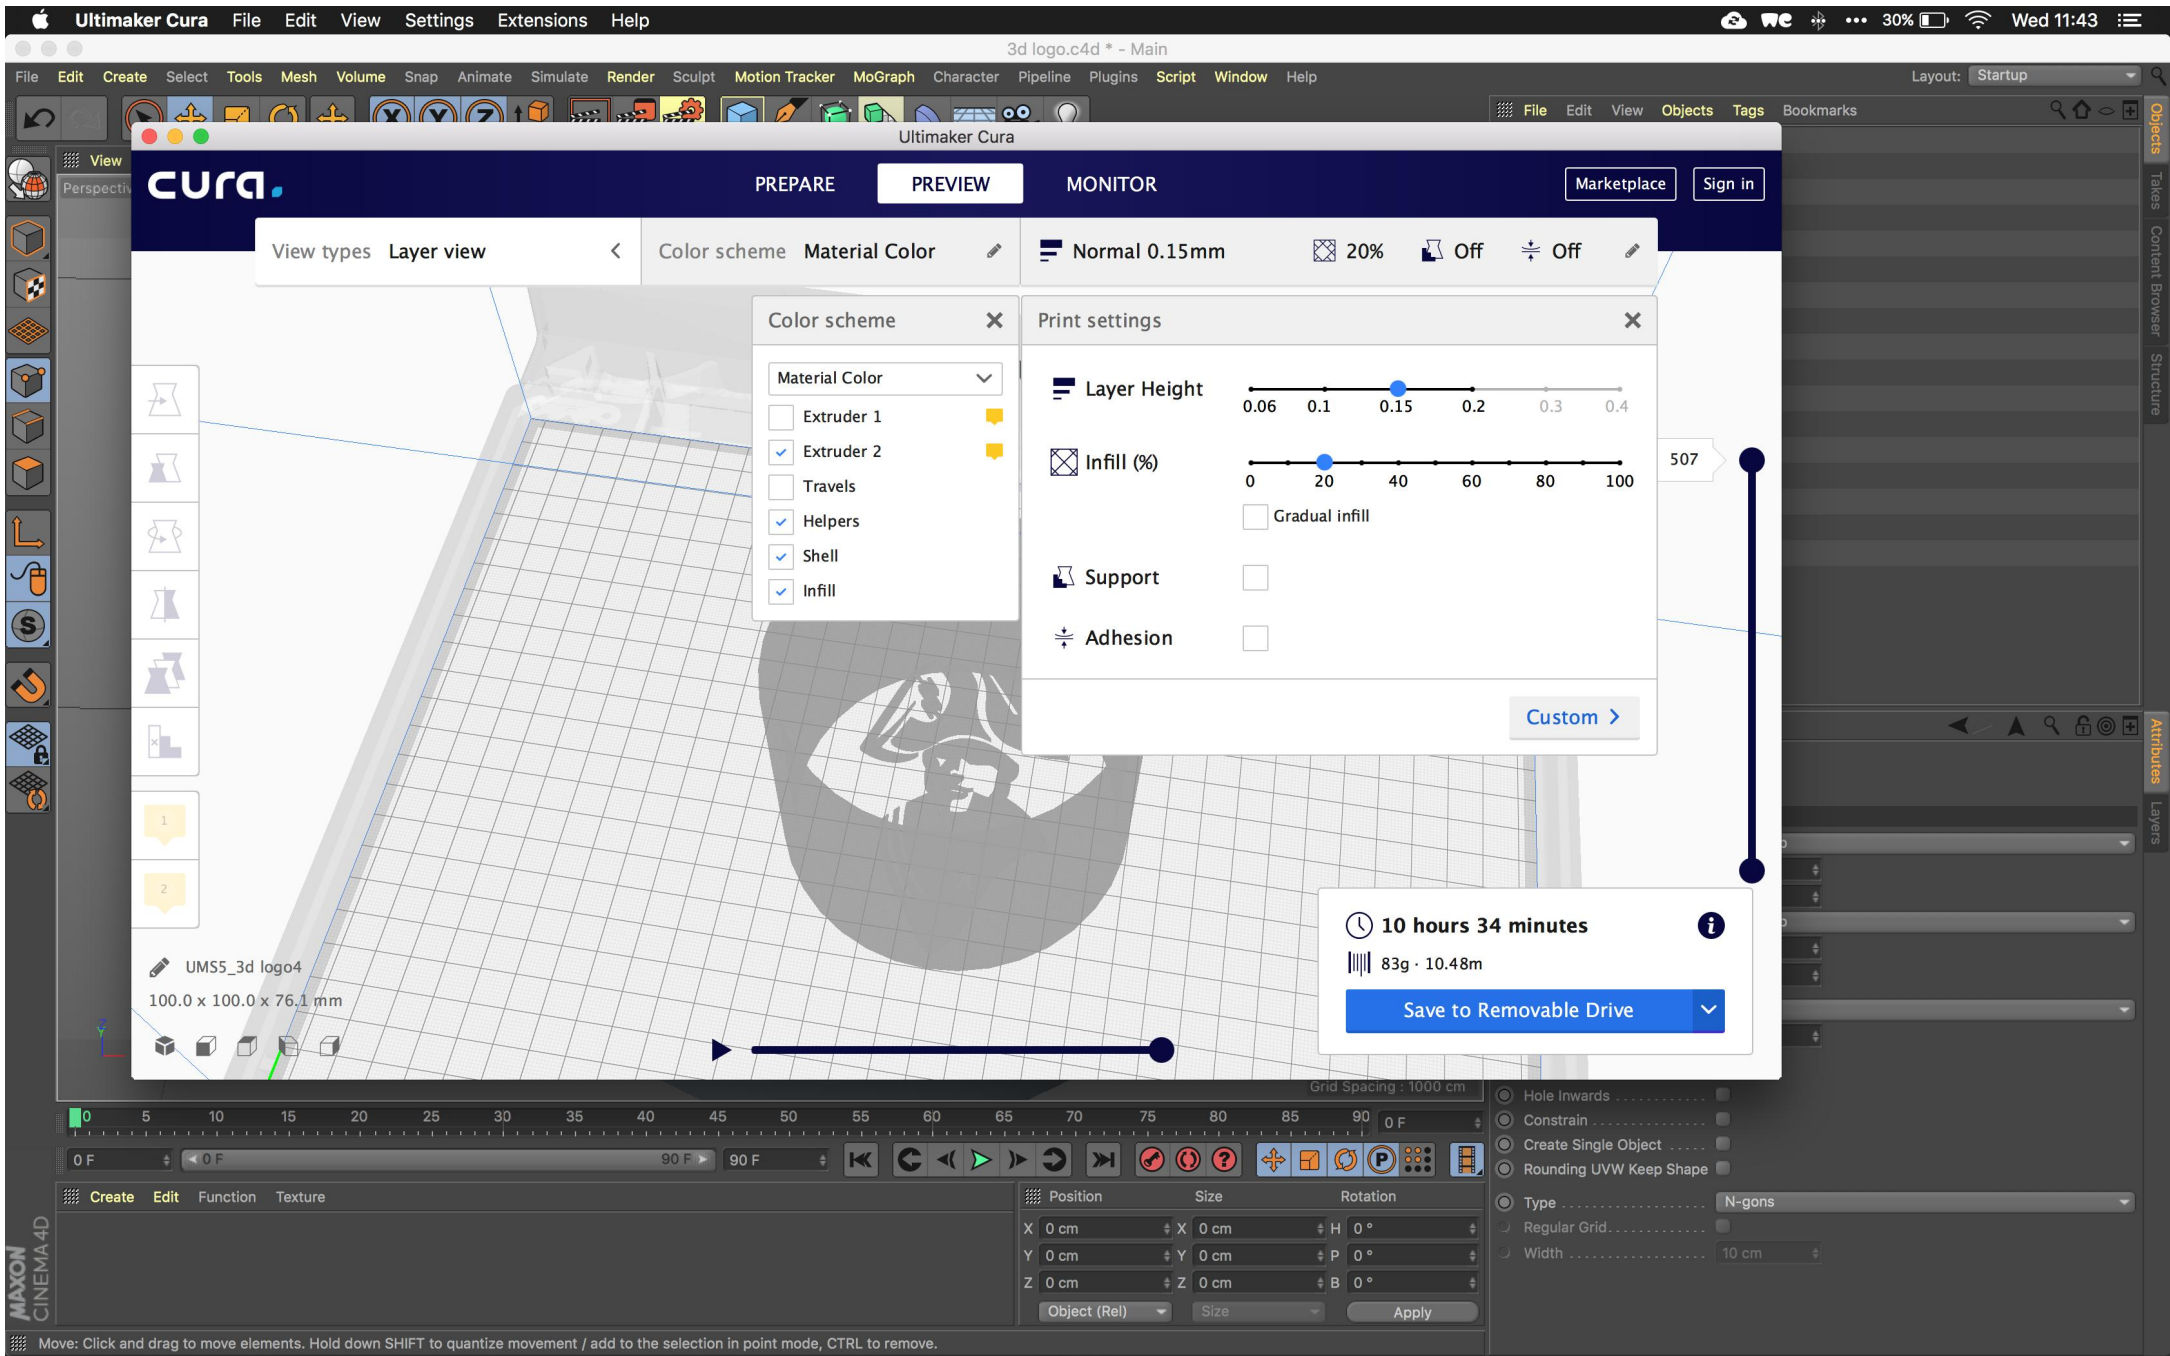 Ultimaker Cura File Edit View Settings Extensions Help 30% Wed 11:43
3d logo.c4d * - Main
File Edit Create Select Tools Mesh Volume Snap Animate Simulate Render Sculpt Motion Tracker MoGraph Character Pipeline Plugins Script Window Help Layout: Startup
File Edit View Objects Tags Bookmarks
Objects
Takes
Content Browser
Structure
Ultimaker Cura
View
Perspectiv
cura.
PREPARE PREVIEW MONITOR Marketplace Sign in
View types Layer view Color scheme Material Color Normal 0.15mm 20% Off Off
Color scheme
Material Color
Extruder 1
Extruder 2
Travels
Helpers
Shell
Infill
Print settings
Layer Height
0.06 0.1 0.15 0.2 0.3 0.4
Infill (%)
0 20 40 60 80 100
Gradual infill
Support
Adhesion
Custom
507
1
2
UMS5_3d logo4
100.0 x 100.0 x 76.1 mm
10 hours 34 minutes
83g · 10.48m
Save to Removable Drive
Attributes
Layers
Grid Spacing : 1000 cm
Hole Inwards
Constrain
Create Single Object
Rounding UVW Keep Shape
Type N-gons
Regular Grid
Width 10 cm
0 5 10 15 20 25 30 35 40 45 50 55 60 65 70 75 80 85 90 0 F
0 F 0 F 90 F 90 F
Create Edit Function Texture
Position Size Rotation
X 0 cm X 0 cm H 0 °
Y 0 cm Y 0 cm P 0 °
Z 0 cm Z 0 cm B 0 °
Object (Rel) Size Apply
MAXON
CINEMA 4D
Move: Click and drag to move elements. Hold down SHIFT to quantize movement / add to the selection in point mode, CTRL to remove.